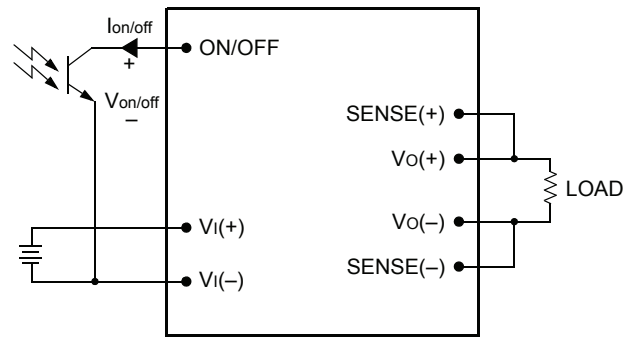 Ion/off
+
ON/OFF
Von/off
–
SENSE(+)
VO(+)
LOAD
VO(–)
VI(+)
SENSE(–)
VI(–)